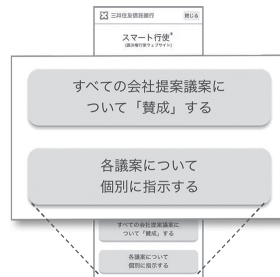 三井住友信託銀行
閉じる
スマート行使®
(議決権行使ウェブサイト)
すべての会社提案議案に
ついて「賛成」する
各議案について
個別に指示する
すべての会社提案議案に
ついて「賛成」する
各議案について
個別に指示する